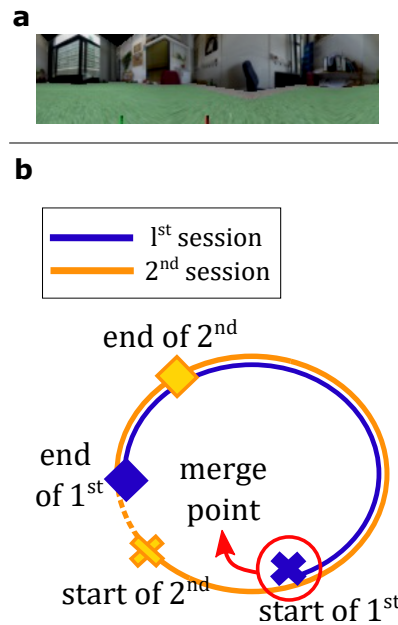 a
b
1st session
2nd session
end of 2nd
end
of 1st
merge
point
start of 2nd
start of 1st